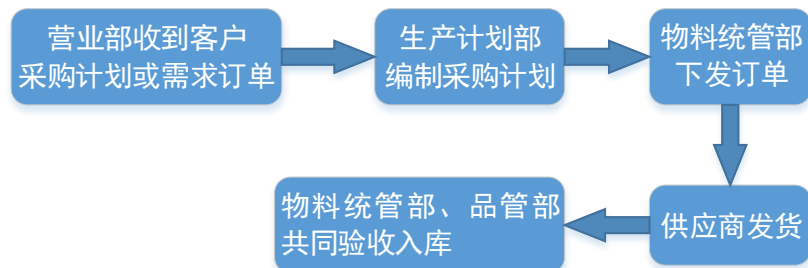 营业部收到客户
采购计划或需求订单
生产计划部
编制采购计划
物料统管部
下发订单
供应商发货
物料统管部、品管部
共同验收入库